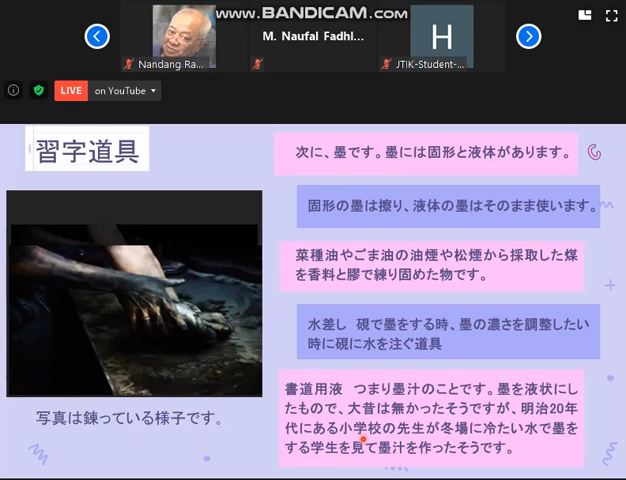 WWW.BANDICAM.COM
Nandang Ra...
M. Naufal Fadhl...
H
JTIK-Student-...
LIVE on YouTube
習字道具
次に、墨です。墨には固形と液体があります。
固形の墨は擦り、液体の墨はそのまま使います。
菜種油やごま油の油煙や松煙から採取した煤
を香料と膠で練り固めた物です。
水差し 硯で墨をする時、墨の濃さを調整したい
時に硯に水を注ぐ道具
書道用液 つまり墨汁のことです。墨を液状にし
たもので、大昔は無かったそうですが、明治20年
代にある小学校の先生が冬場に冷たい水で墨を
する学生を見て墨汁を作ったそうです。
写真は錬っている様子です。